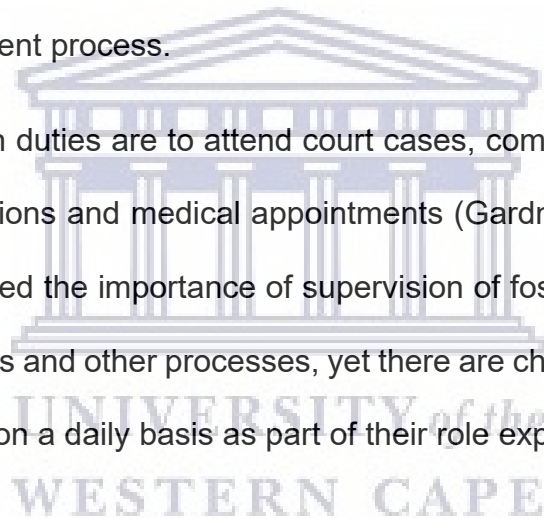 ent process.
n duties are to attend court cases, com
ions and medical appointments (Gardn
ed the importance of supervision of fos
s and other processes, yet there are ch
on a daily basis as part of their role exp
UNIVERSITY of the
WESTERN CAPE